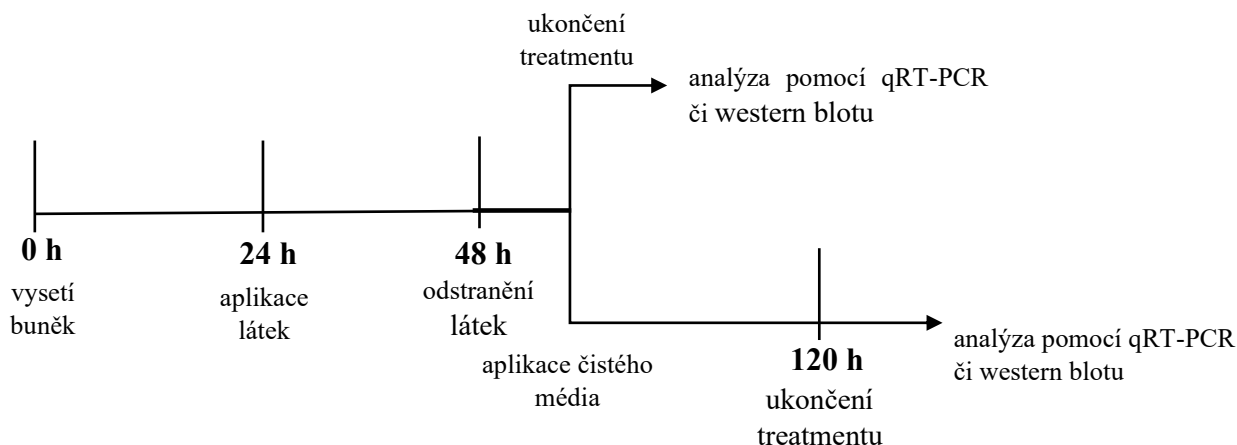 ukončení
treatmentu
analýza pomocí qRT-PCR
či western blotu
0 h
vysetí
buněk
24 h
aplikace
látek
48 h
odstranění
látek
aplikace čistého
média
120 h
ukončení
treatmentu
analýza pomocí qRT-PCR
či western blotu